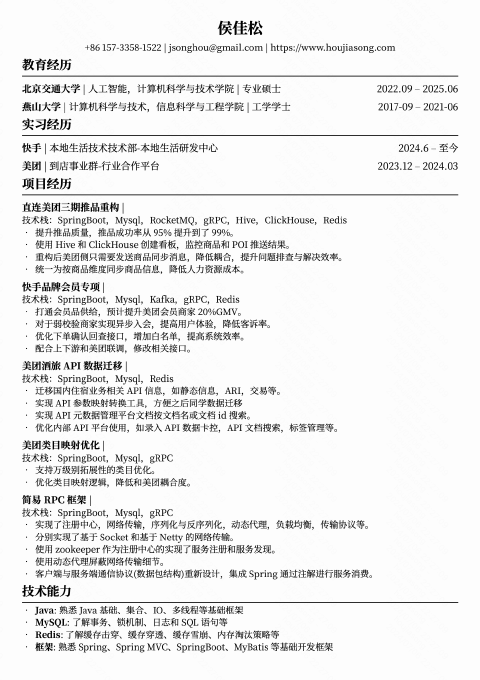 侯佳松
+86 157-3358-1522 | jsonghou@gmail.com | https://www.houjiasong.com
教育经历
北京交通大学 | 人工智能，计算机科学与技术学院 | 专业硕士 2022.09 – 2025.06
燕山大学 | 计算机科学与技术，信息科学与工程学院 | 工学学士 2017-09 – 2021-06
实习经历
快手 | 本地生活技术技术部-本地生活研发中心 2024.6 – 至今
美团 | 到店事业群-行业合作平台 2023.12 – 2024.03
项目经历
直连美团三期推品重构 |
技术栈：SpringBoot，Mysql，RocketMQ，gRPC，Hive，ClickHouse，Redis
· 提升推品质量，推品成功率从 95% 提升到了 99%。
· 使用 Hive 和 ClickHouse 创建看板，监控商品和 POI 推送结果。
· 重构后美团侧只需要发送商品同步消息，降低耦合，提升问题排查与解决效率。
· 统一为按商品维度同步商品信息，降低人力资源成本。
快手品牌会员专项 |
技术栈：SpringBoot，Mysql，Kafka，gRPC，Redis
· 打通会员品供给，预计提升美团会员商家 20%GMV。
· 对于弱校验商家实现异步入会，提高用户体验，降低客诉率。
· 优化下单确认回查接口，增加白名单，提高系统效率。
· 配合上下游和美团联调，修改相关接口。
美团酒旅 API 数据迁移 |
技术栈：SpringBoot，Mysql，Redis
· 迁移国内住宿业务相关 API 信息，如静态信息，ARI，交易等。
· 实现 API 参数映射转换工具，方便之后同学数据迁移
· 实现 API 元数据管理平台文档按文档名或文档 id 搜索。
· 优化内部 API 平台使用，如录入 API 数据卡控，API 文档搜索，标签管理等。
美团类目映射优化 |
技术栈：SpringBoot，Mysql，gRPC
· 支持万级别拓展性的类目优化。
· 优化类目映射逻辑，降低和美团耦合度。
简易 RPC 框架 |
技术栈：SpringBoot，Mysql，gRPC
· 实现了注册中心，网络传输，序列化与反序列化，动态代理，负载均衡，传输协议等。
· 分别实现了基于 Socket 和基于 Netty 的网络传输。
· 使用 zookeeper 作为注册中心的实现了服务注册和服务发现。
· 使用动态代理屏蔽网络传输细节。
· 客户端与服务端通信协议(数据包结构)重新设计，集成 Spring 通过注解进行服务消费。
技术能力
· Java: 熟悉 Java 基础、集合、IO、多线程等基础框架
· MySQL: 了解事务、锁机制、日志和 SQL 语句等
· Redis: 了解缓存击穿、缓存穿透、缓存雪崩、内存淘汰策略等
· 框架: 熟悉 Spring、Spring MVC、SpringBoot、MyBatis 等基础开发框架